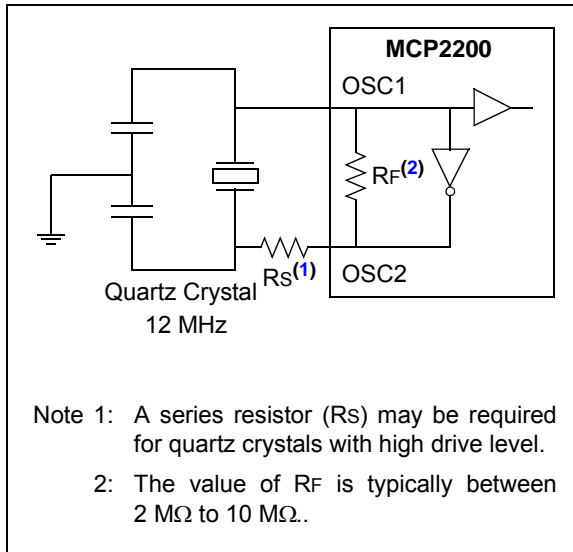 MCP2200
OSC1
RF(2)
RS(1)
OSC2
Quartz Crystal
12 MHz
Note 1: A series resistor (RS) may be required
for quartz crystals with high drive level.
2: The value of RF is typically between
2 MΩ to 10 MΩ..